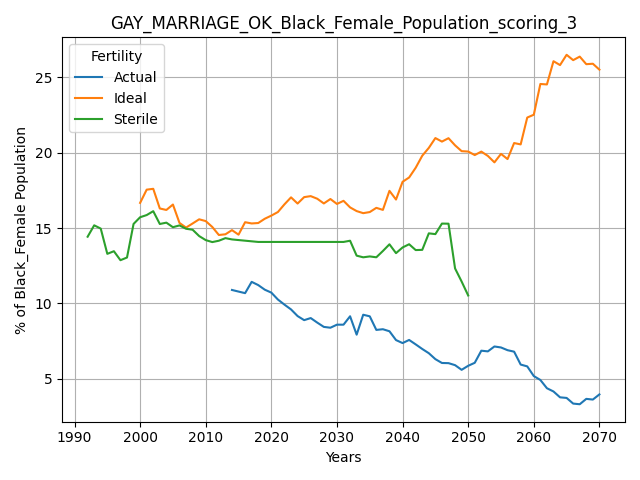 GAY_MARRIAGE_OK_Black_Female_Population_scoring_3
Fertility
Actual
Ideal
Sterile
% of Black_Female Population
25
20
15
10
5
1990
2000
2010
2020
2030
2040
2050
2060
2070
Years